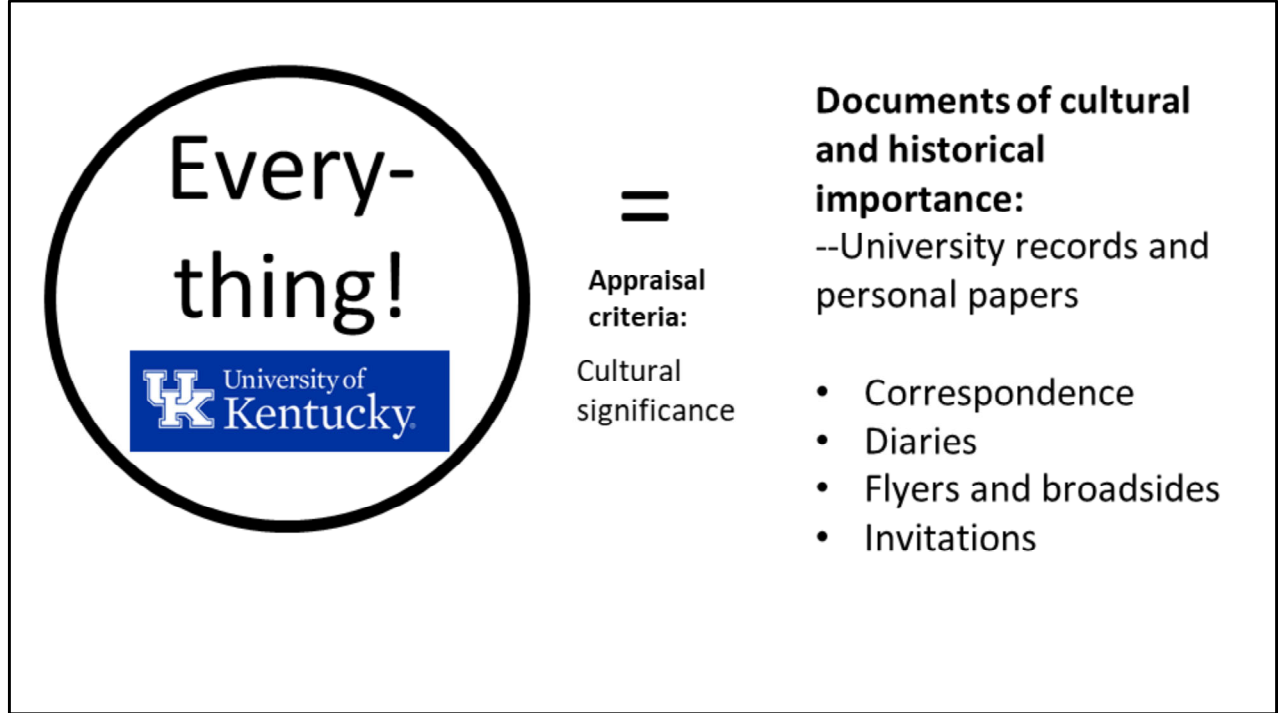 Every-
thing!
UK University of
Kentucky®
=
Appraisal
criteria:
Cultural
significance
Documents of cultural
and historical
importance:
--University records and
personal papers
• Correspondence
• Diaries
• Flyers and broadsides
• Invitations